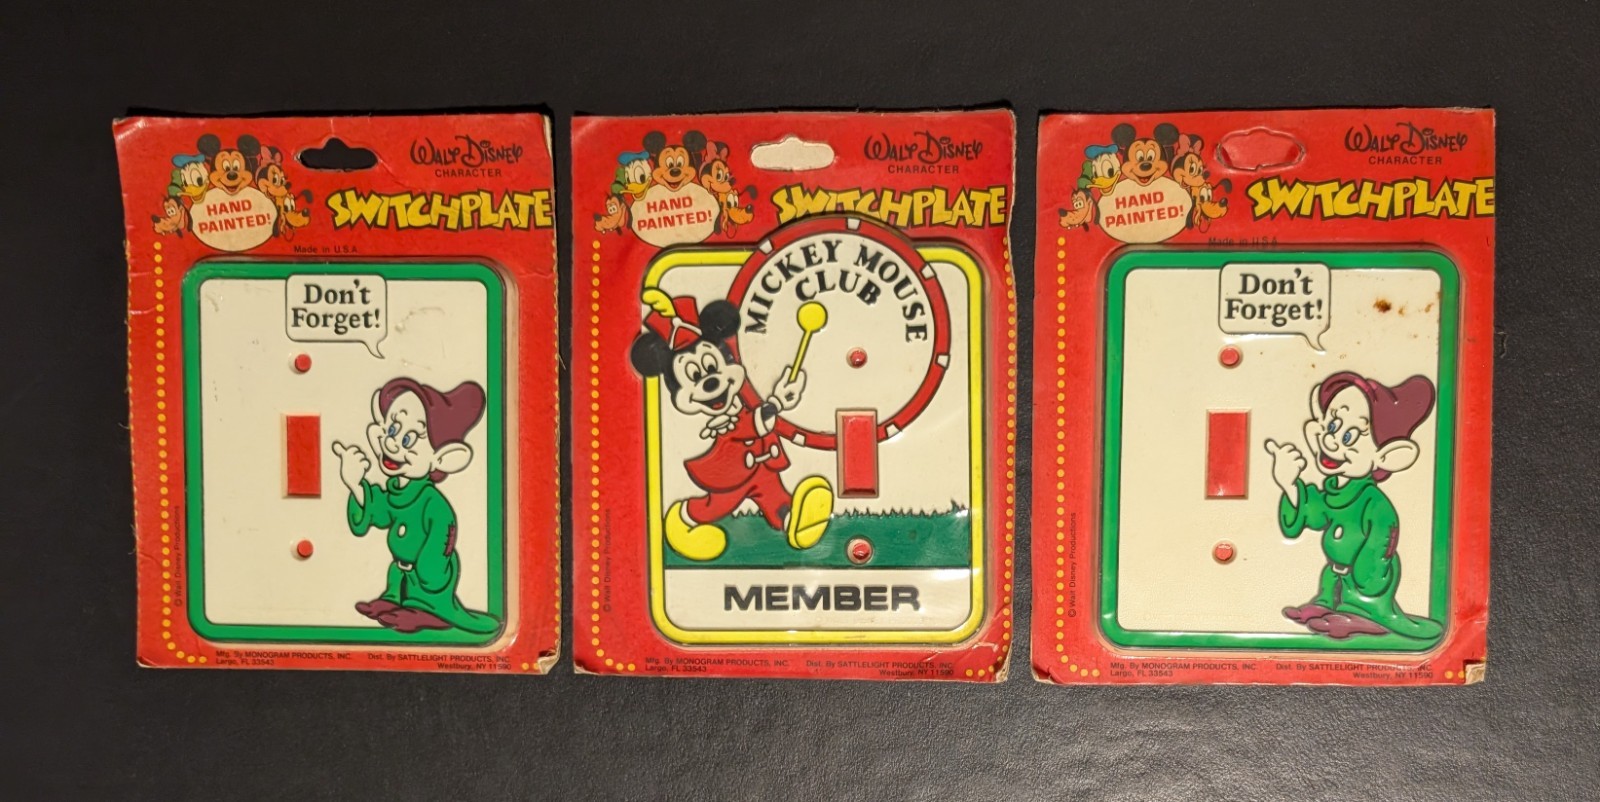 WALT DISNEY
CHARACTER
HAND
PAINTED!
SWITCHPLATE
Made in U.S.A.
Don't
Forget!
© Walt Disney Productions
Mfg. By MONOGRAM PRODUCTS, INC.
Largo, FL 33543
Dist. By SATTLELIGHT PRODUCTS, INC.
Westbury, NY 11590
WALT DISNEY
CHARACTER
HAND
PAINTED!
SWITCHPLATE
MICKEY MOUSE
CLUB
MEMBER
© Walt Disney Productions
Mfg. By MONOGRAM PRODUCTS, INC.
Largo, FL 33543
Dist. By SATTLELIGHT PRODUCTS, INC.
Westbury, NY 11590
WALT DISNEY
CHARACTER
HAND
PAINTED!
SWITCHPLATE
Made in U.S.A.
Don't
Forget!
© Walt Disney Productions
Mfg. By MONOGRAM PRODUCTS, INC.
Largo, FL 33543
Dist. By SATTLELIGHT PRODUCTS, INC.
Westbury, NY 11590